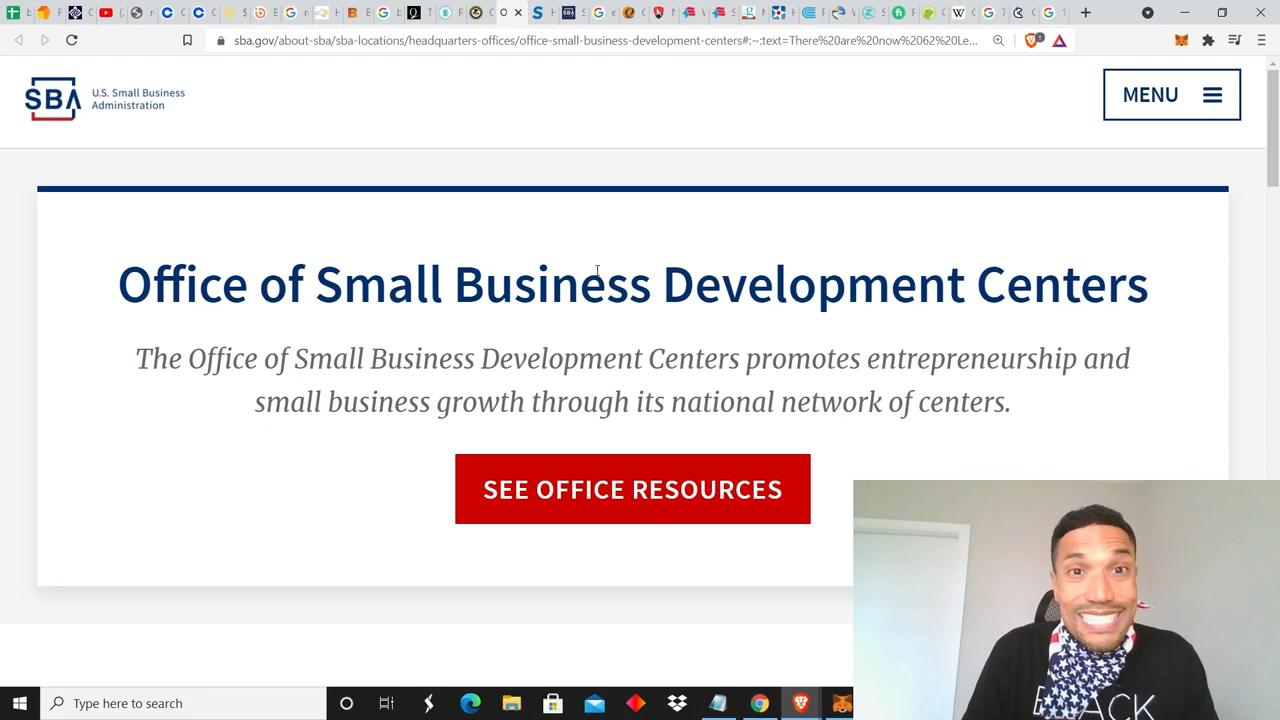 sba.gov/about-sba/sba-locations/headquarters-offices/office-small-business-development-centers#:~:text=There%20are%20now%2062%20Le...
SBA
U.S. Small Business
Administration
MENU
Office of Small Business Development Centers
The Office of Small Business Development Centers promotes entrepreneurship and
small business growth through its national network of centers.
SEE OFFICE RESOURCES
BLACK
Type here to search